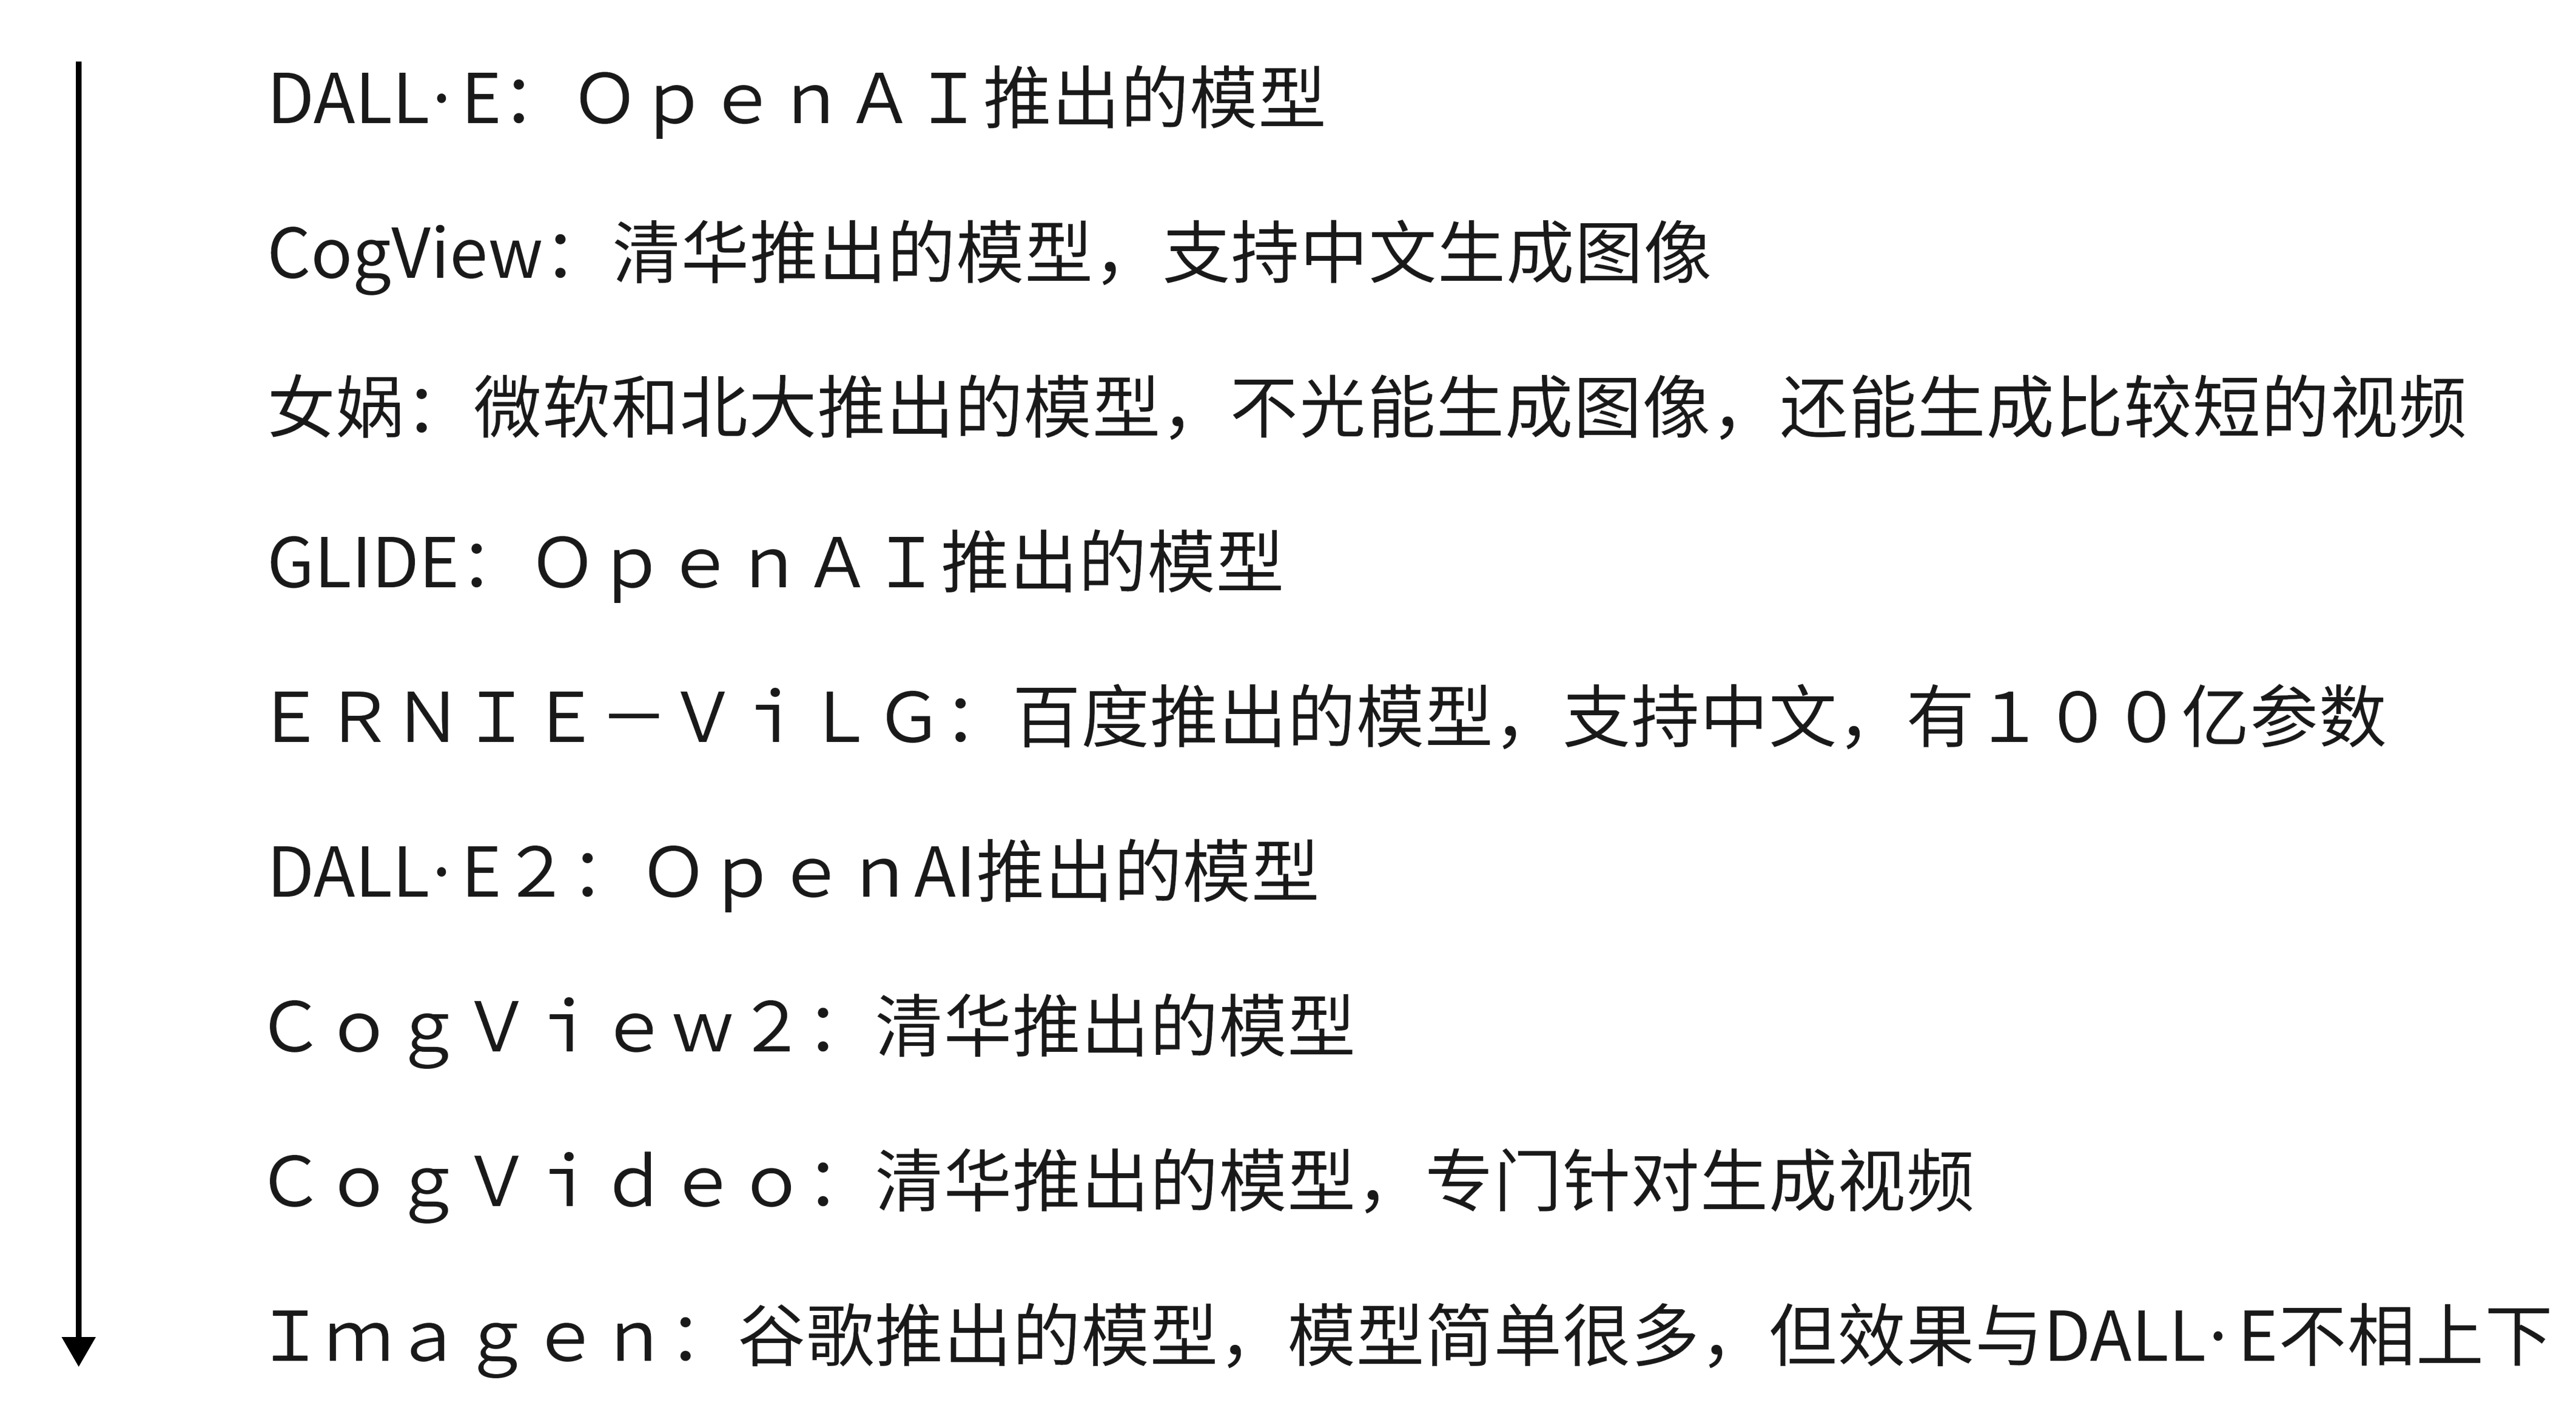 DALL·E：ＯｐｅｎＡＩ推出的模型
CogView：清华推出的模型，支持中文生成图像
女娲：微软和北大推出的模型，不光能生成图像，还能生成比较短的视频
GLIDE：ＯｐｅｎＡＩ推出的模型
ＥＲＮＩＥ－ＶｉＬＧ：百度推出的模型，支持中文，有１００亿参数
DALL·E２：ＯｐｅｎAI推出的模型
ＣｏｇＶｉｅｗ２：清华推出的模型
ＣｏｇＶｉｄｅｏ：清华推出的模型，专门针对生成视频
Ｉｍａｇｅｎ：谷歌推出的模型，模型简单很多，但效果与DALL·E不相上下